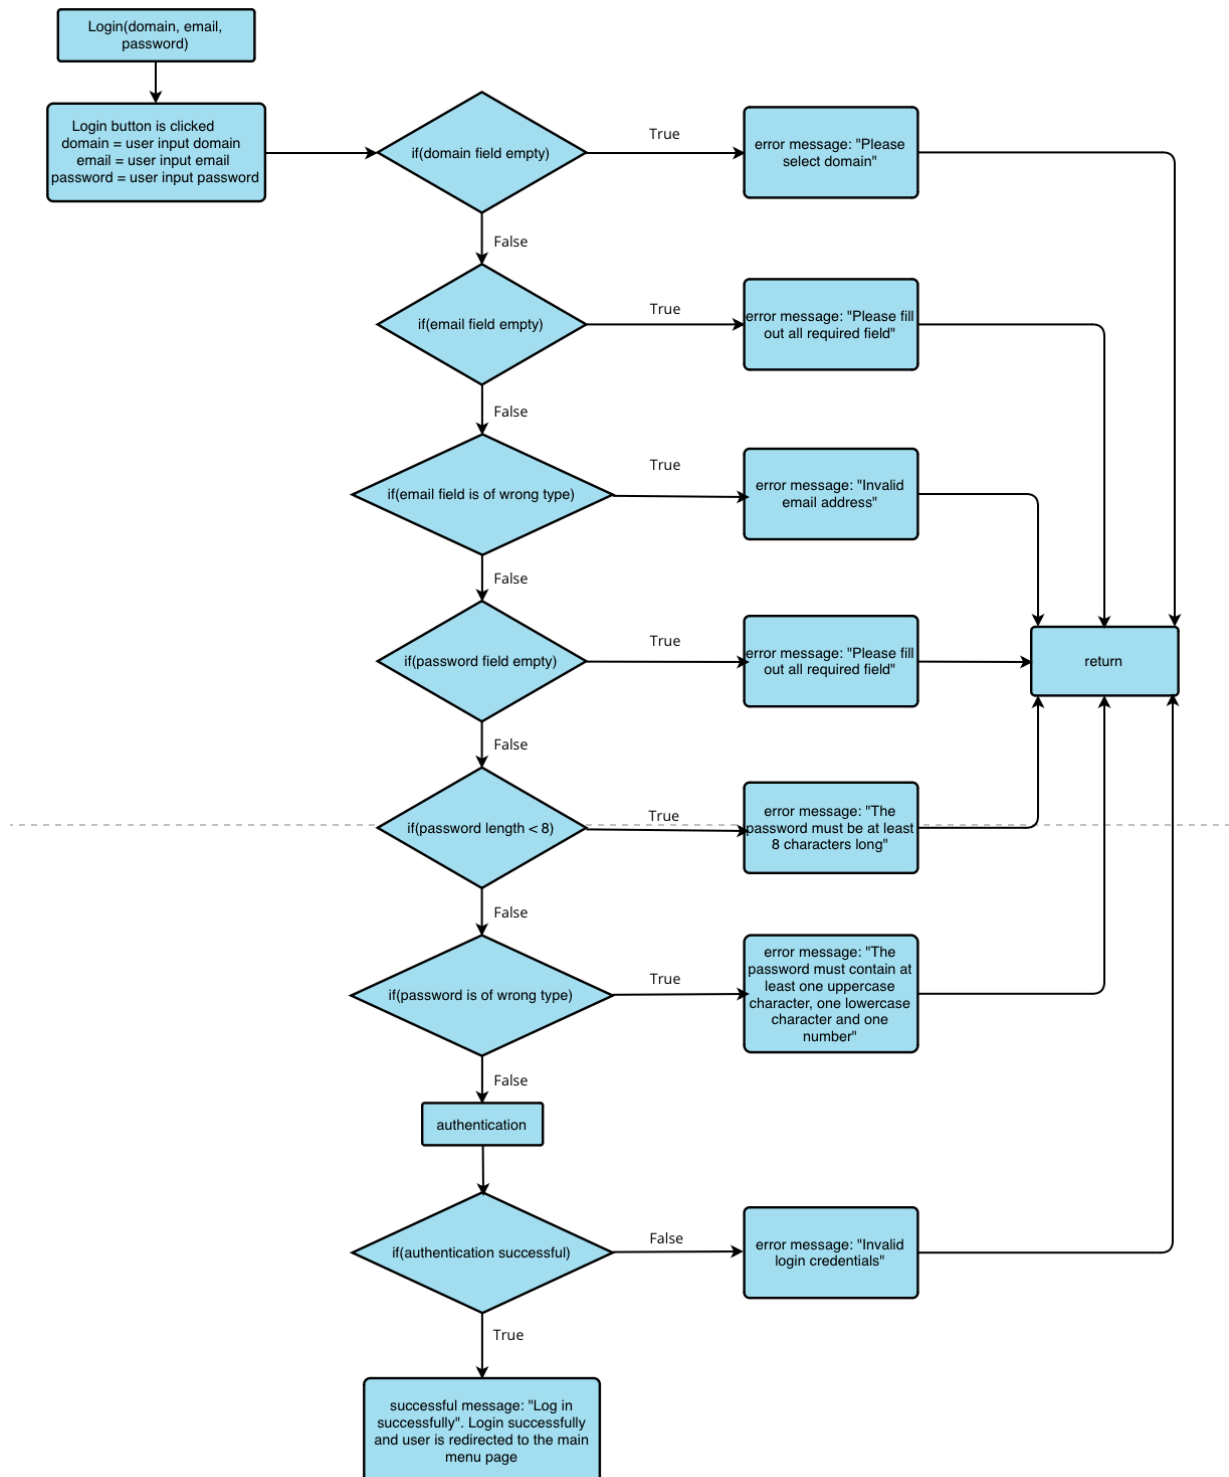 Login(domain, email,
password)
Login button is clicked
domain = user input domain
email = user input email
password = user input password
if(domain field empty)
True
error message: "Please
select domain"
False
if(email field empty)
True
error message: "Please fill
out all required field"
False
if(email field is of wrong type)
True
error message: "Invalid
email address"
False
if(password field empty)
True
error message: "Please fill
out all required field"
return
False
if(password length < 8)
True
error message: "The
password must be at least
8 characters long"
False
if(password is of wrong type)
True
error message: "The
password must contain at
least one uppercase
character, one lowercase
character and one
number"
False
authentication
if(authentication successful)
False
error message: "Invalid
login credentials"
True
successful message: "Log in
successfully". Login successfully
and user is redirected to the main
menu page